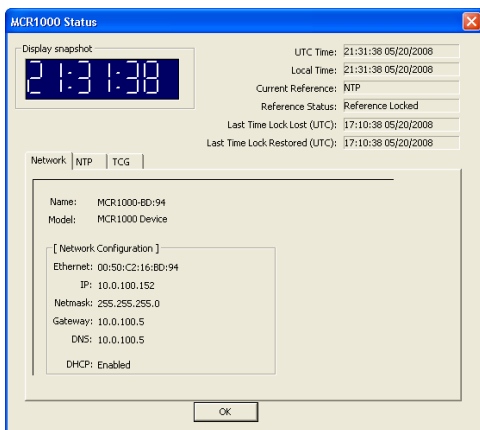 MCR1000 Status
Display snapshot
21:31:38
UTC Time: 21:31:38 05/20/2008
Local Time: 21:31:38 05/20/2008
Current Reference: NTP
Reference Status: Reference Locked
Last Time Lock Lost (UTC): 17:10:38 05/20/2008
Last Time Lock Restored (UTC): 17:10:38 05/20/2008
Network NTP TCG
Name: MCR1000-BD:94
Model: MCR1000 Device
[ Network Configuration ]
Ethernet: 00:50:C2:16:BD:94
IP: 10.0.100.152
Netmask: 255.255.255.0
Gateway: 10.0.100.5
DNS: 10.0.100.5
DHCP: Enabled
OK